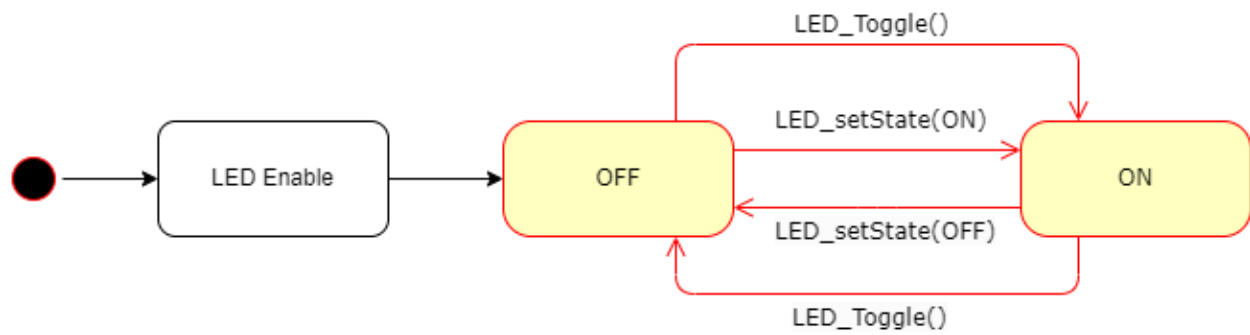 LED_Toggle()
LED_setState(ON)
LED Enable
OFF
ON
LED_setState(OFF)
LED_Toggle()